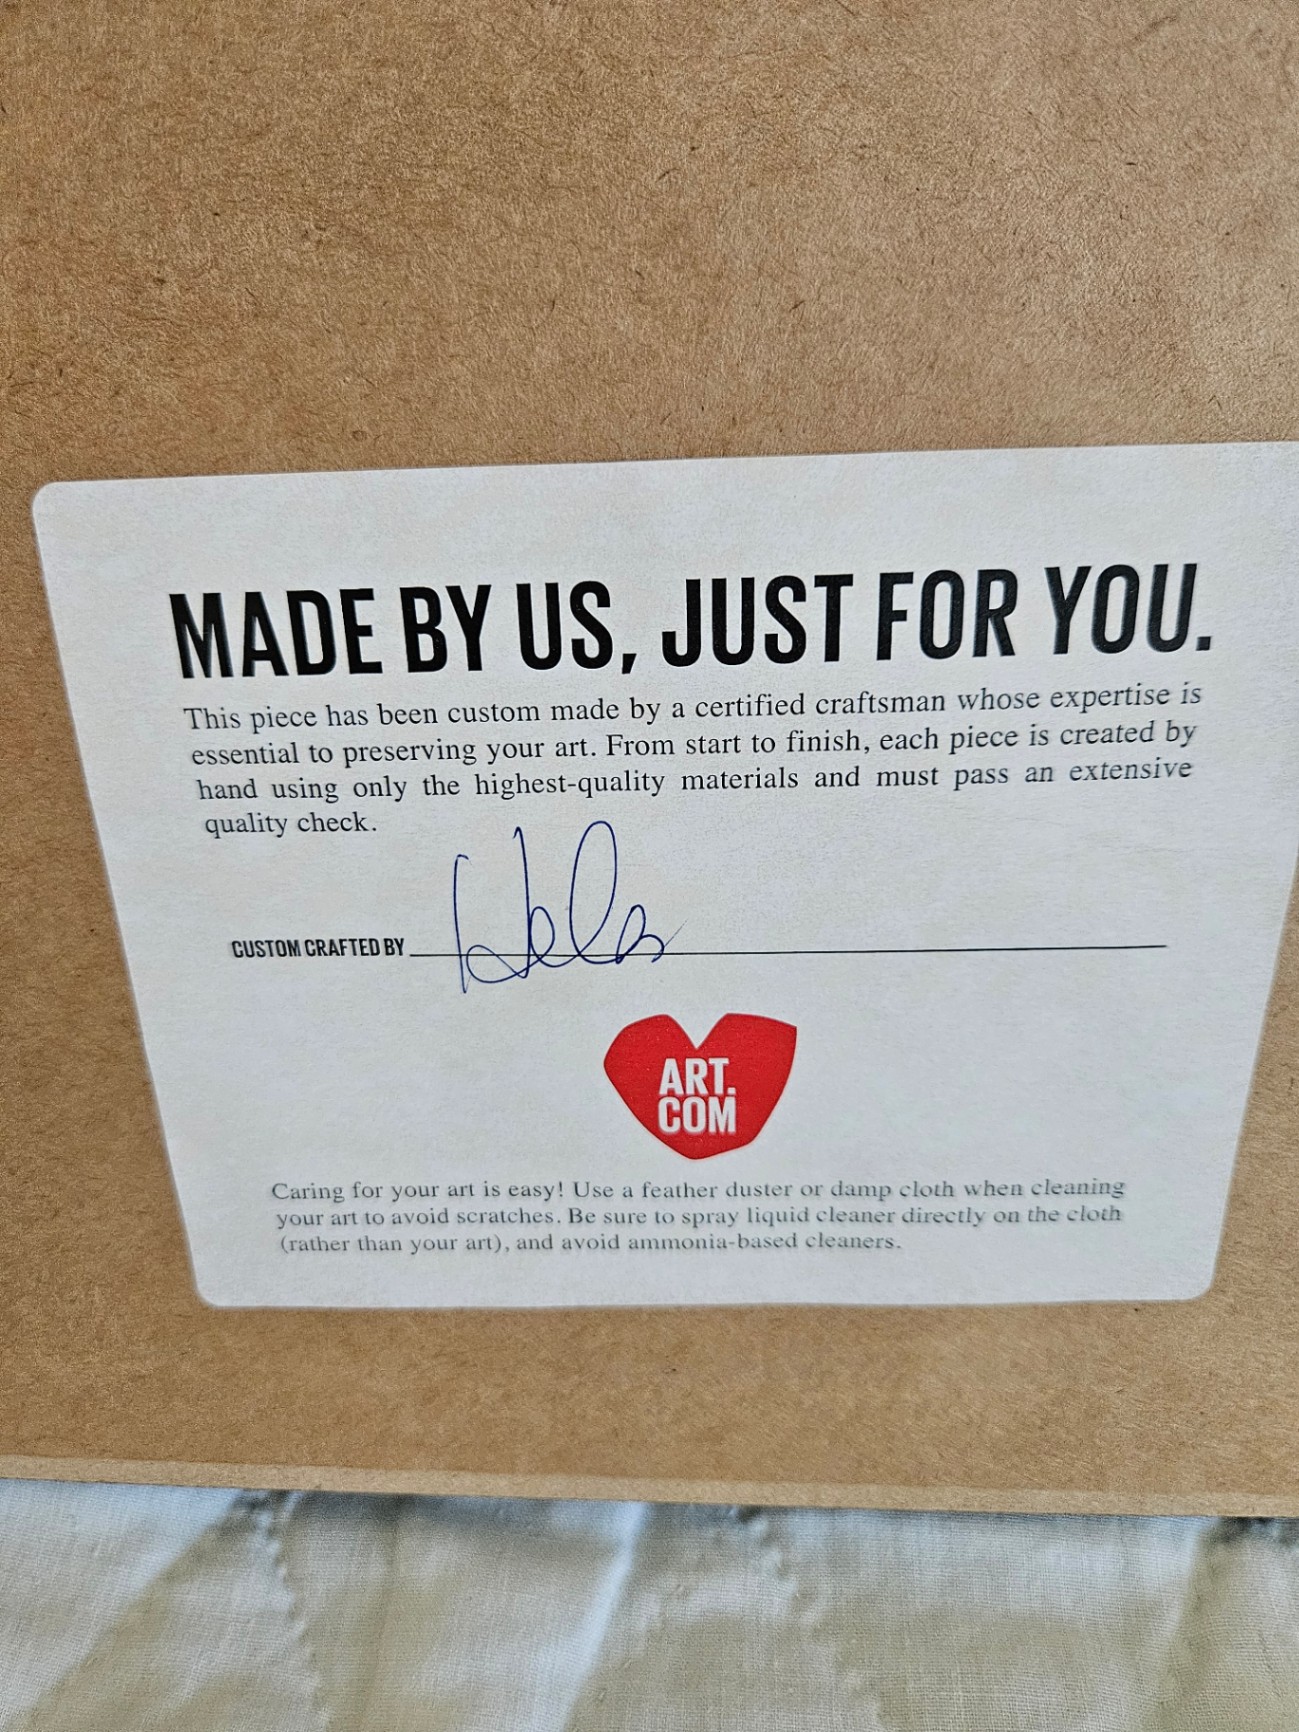 MADE BY US, JUST FOR YOU.
This piece has been custom made by a certified craftsman whose expertise is
essential to preserving your art. From start to finish, each piece is created by
hand using only the highest-quality materials and must pass an extensive
quality check.
CUSTOM CRAFTED BY
ART.
COM
Caring for your art is easy! Use a feather duster or damp cloth when cleaning
your art to avoid scratches. Be sure to spray liquid cleaner directly on the cloth
(rather than your art), and avoid ammonia-based cleaners.